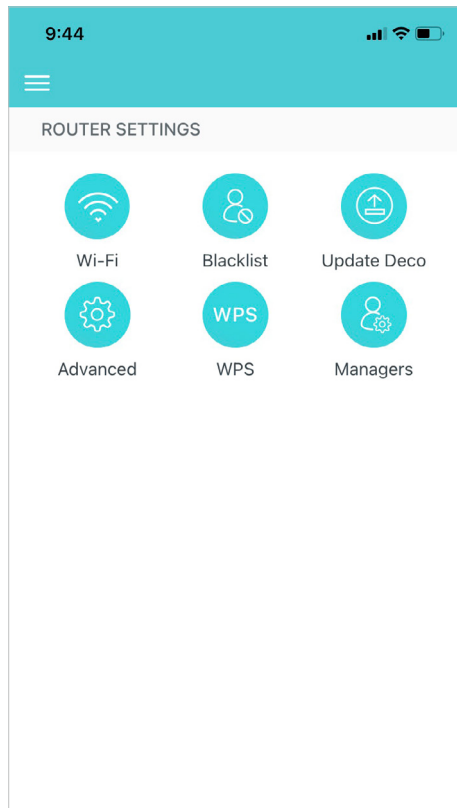 9:44
ROUTER SETTINGS
Wi-Fi Blacklist Update Deco
WPS
Advanced WPS Managers